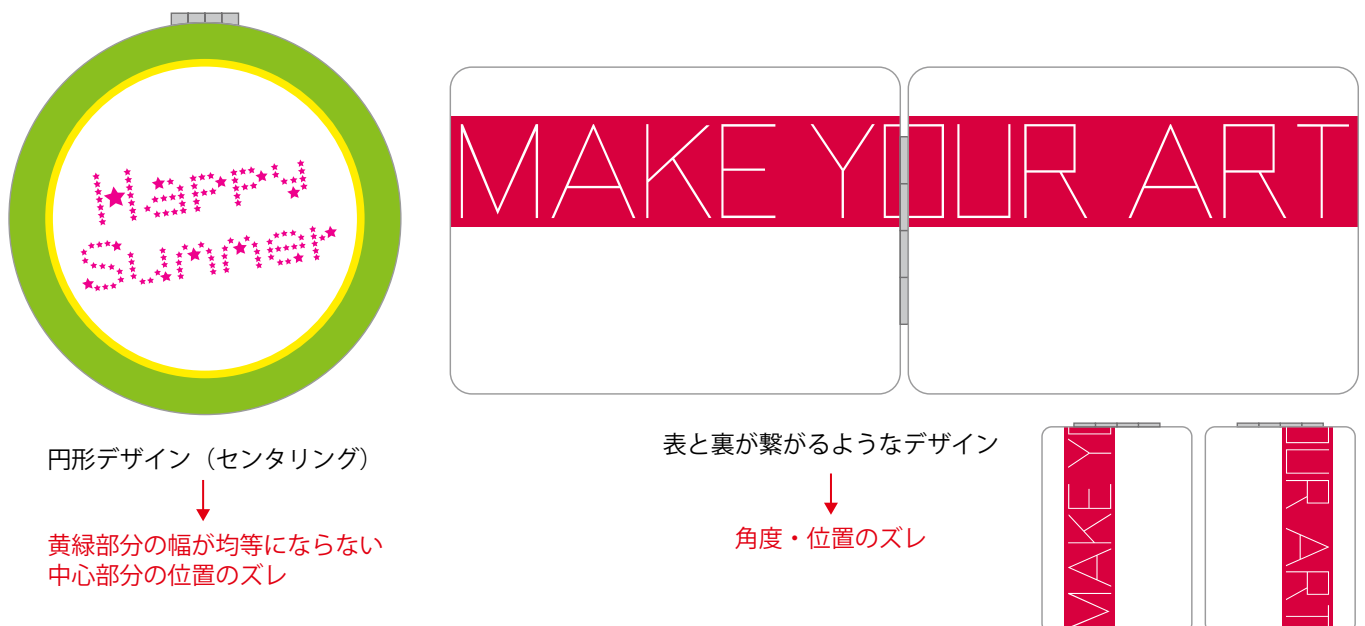 Happy
Summer
円形デザイン（センタリング）
黄緑部分の幅が均等にならない
中心部分の位置のズレ
MAKE YOUR ART
表と裏が繋がるようなデザイン
角度・位置のズレ
MAKE YO
OUR ART